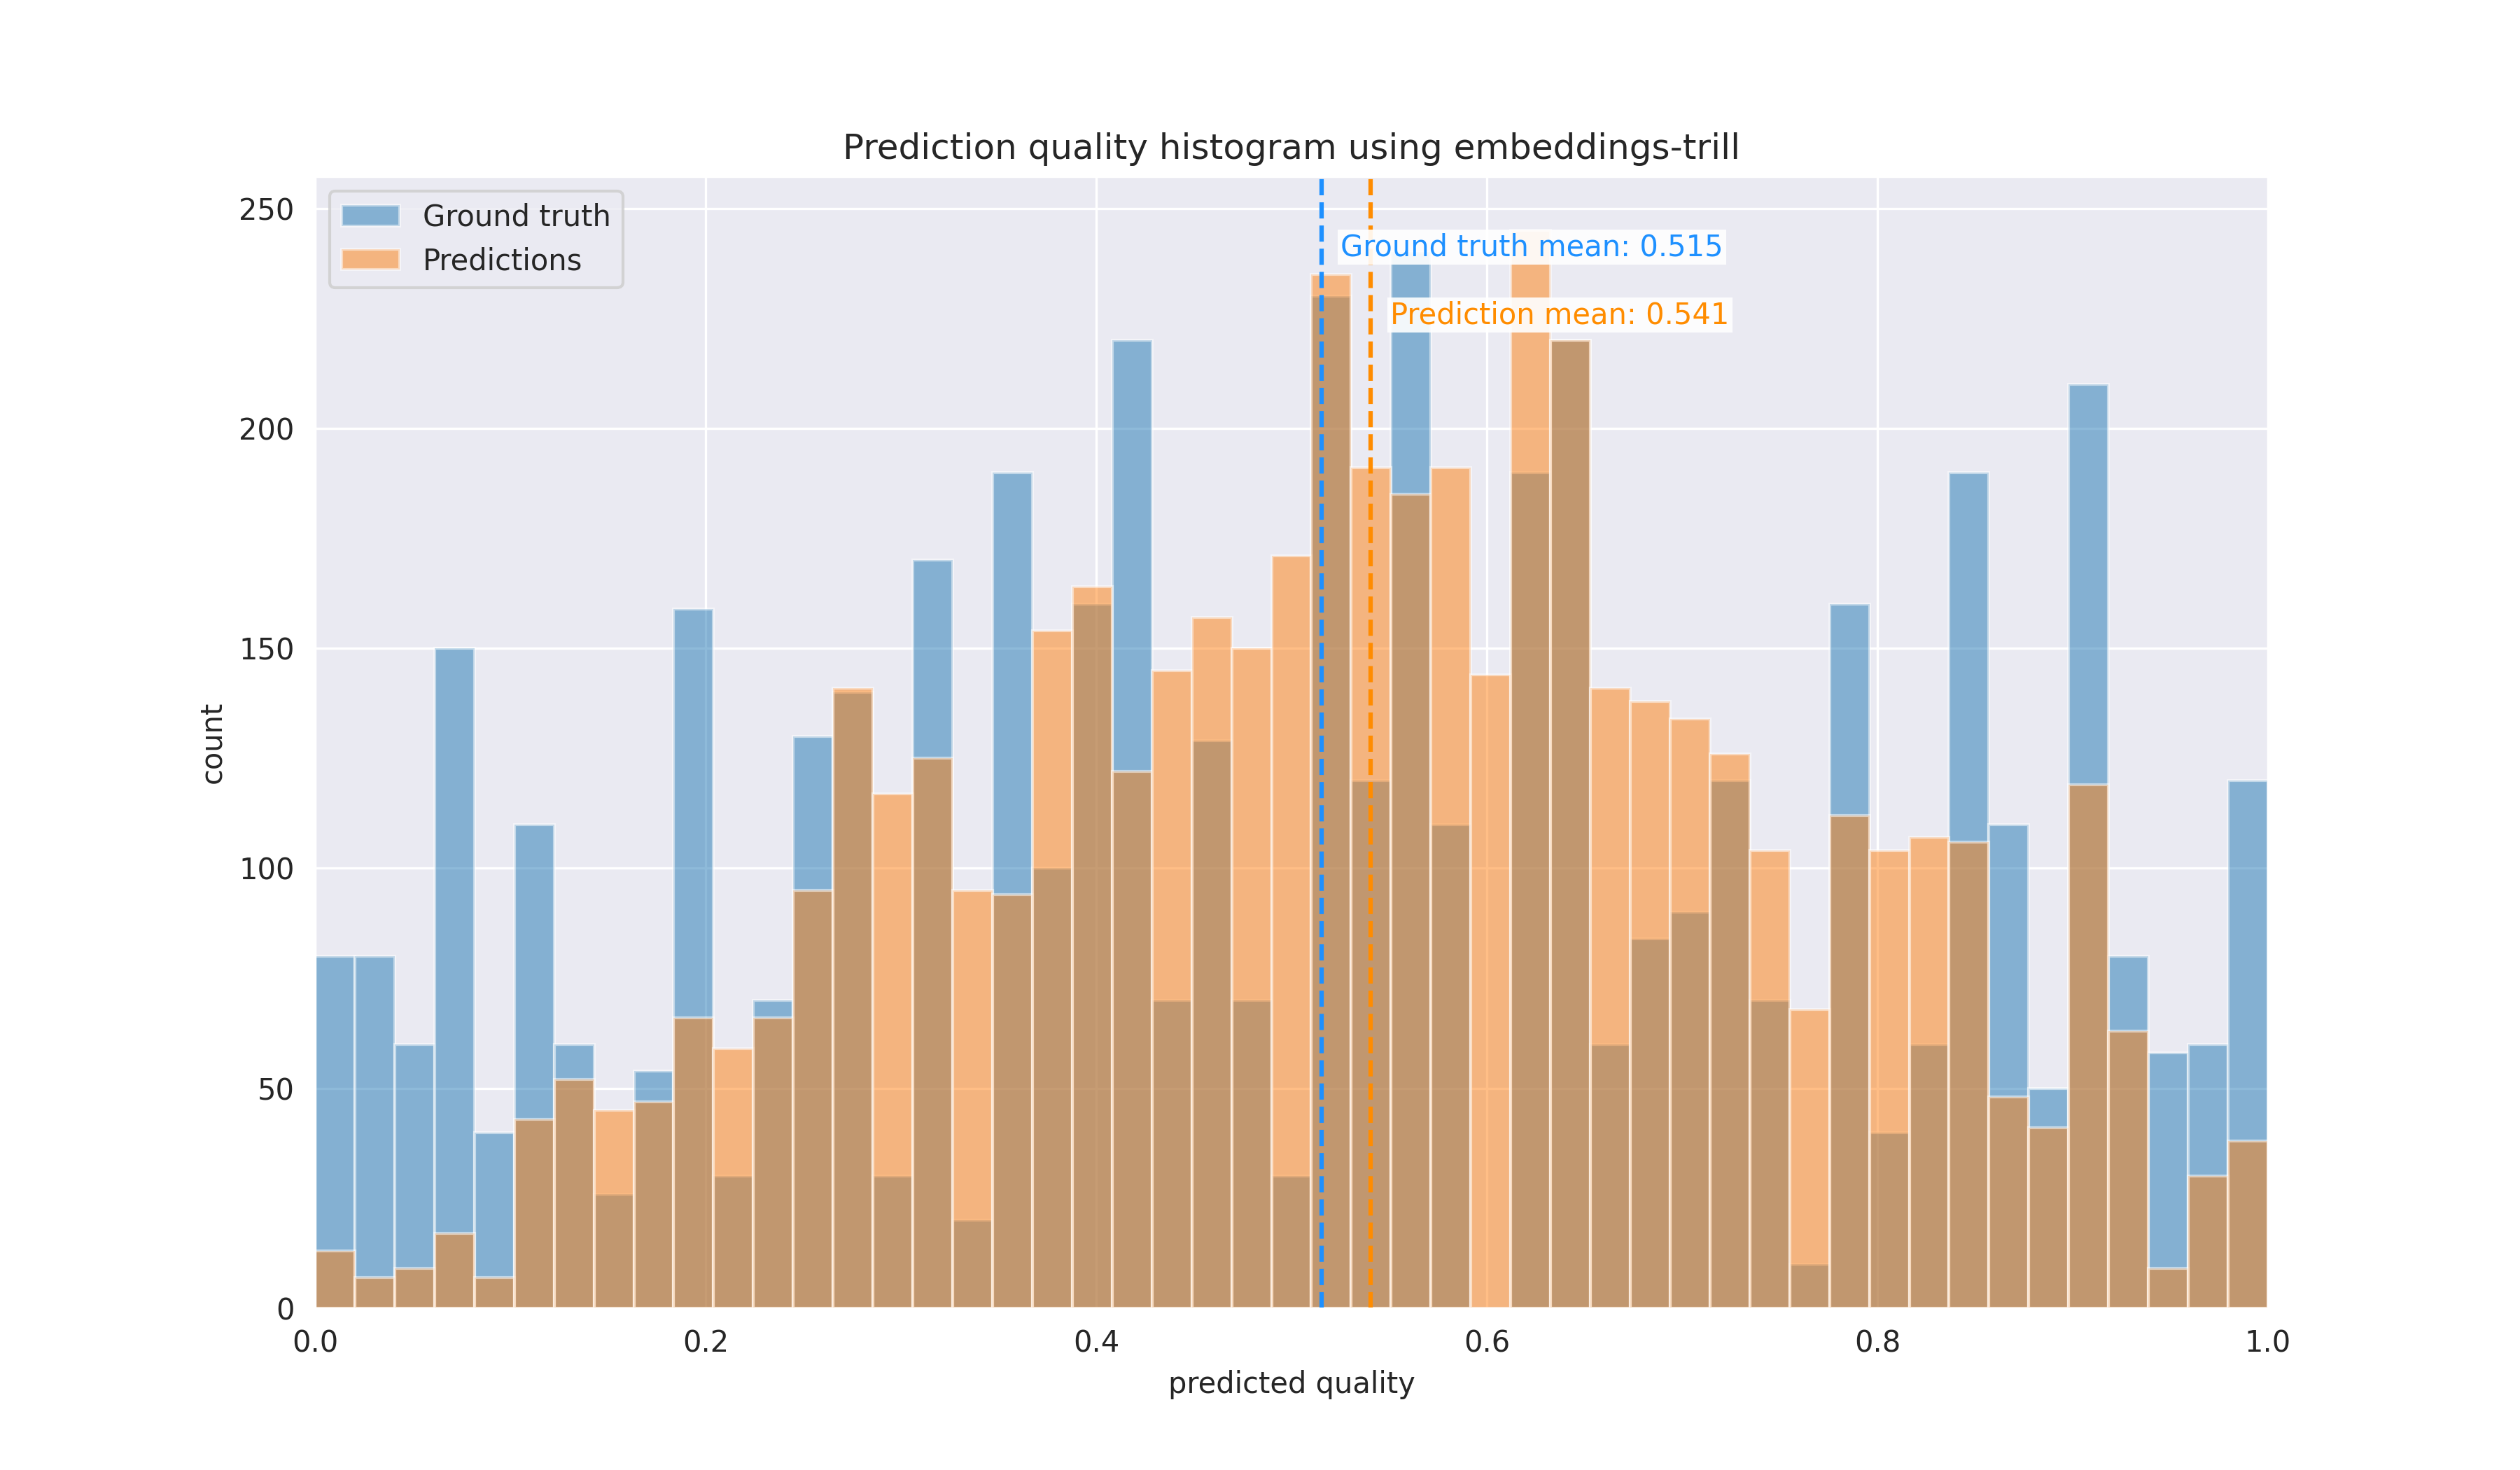 Prediction quality histogram using embeddings-trill
Ground truth
Predictions
Ground truth mean: 0.515
Prediction mean: 0.541
250
200
150
100
50
0
count
0.0 0.2 0.4 0.6 0.8 1.0
predicted quality